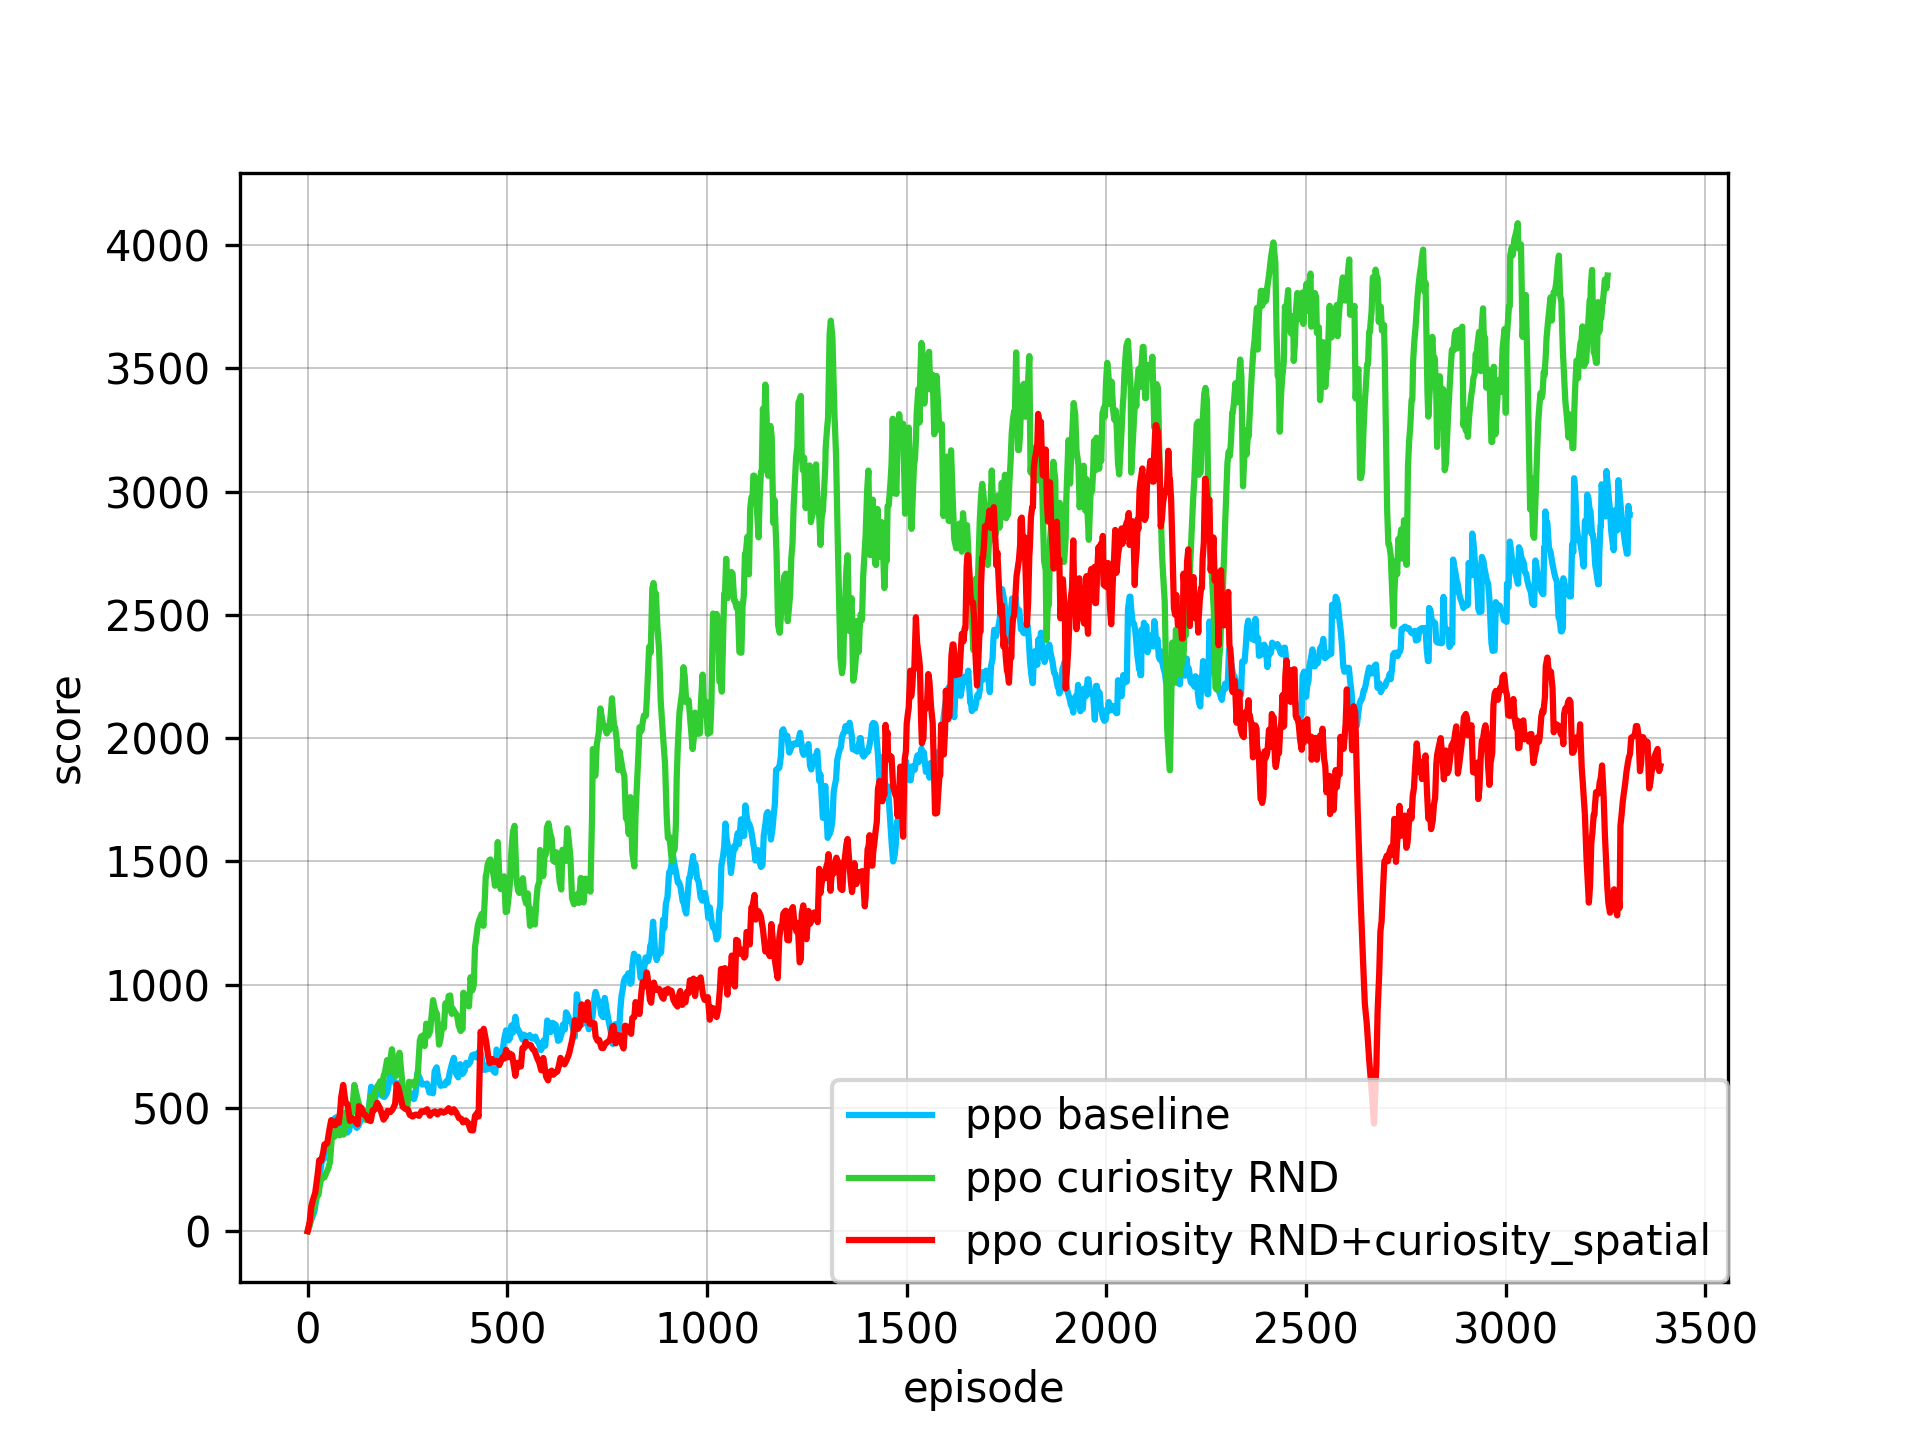 4000
3500
3000
2500
2000
1500
1000
500
0
score
ppo baseline
ppo curiosity RND
ppo curiosity RND+curiosity_spatial
0 500 1000 1500 2000 2500 3000 3500
episode